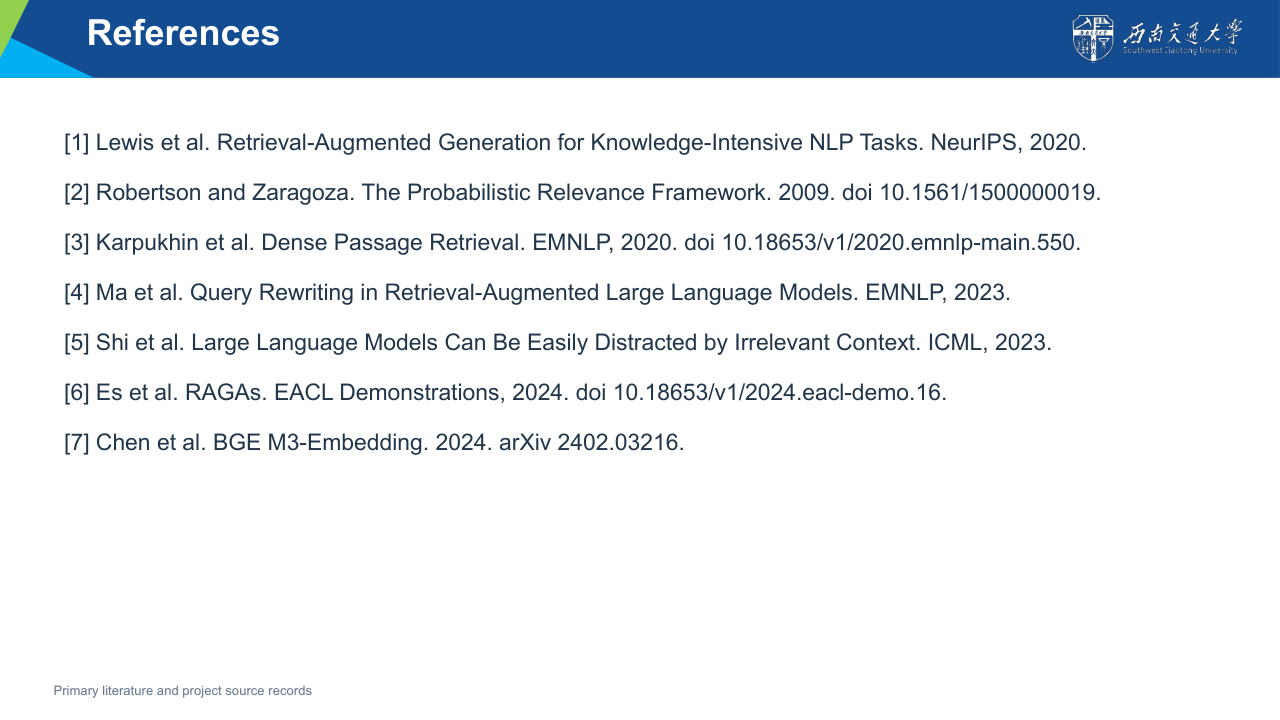 References
西南交通大学
Southwest Jiaotong University
[1] Lewis et al. Retrieval-Augmented Generation for Knowledge-Intensive NLP Tasks. NeurIPS, 2020.
[2] Robertson and Zaragoza. The Probabilistic Relevance Framework. 2009. doi 10.1561/1500000019.
[3] Karpukhin et al. Dense Passage Retrieval. EMNLP, 2020. doi 10.18653/v1/2020.emnlp-main.550.
[4] Ma et al. Query Rewriting in Retrieval-Augmented Large Language Models. EMNLP, 2023.
[5] Shi et al. Large Language Models Can Be Easily Distracted by Irrelevant Context. ICML, 2023.
[6] Es et al. RAGAs. EACL Demonstrations, 2024. doi 10.18653/v1/2024.eacl-demo.16.
[7] Chen et al. BGE M3-Embedding. 2024. arXiv 2402.03216.
Primary literature and project source records